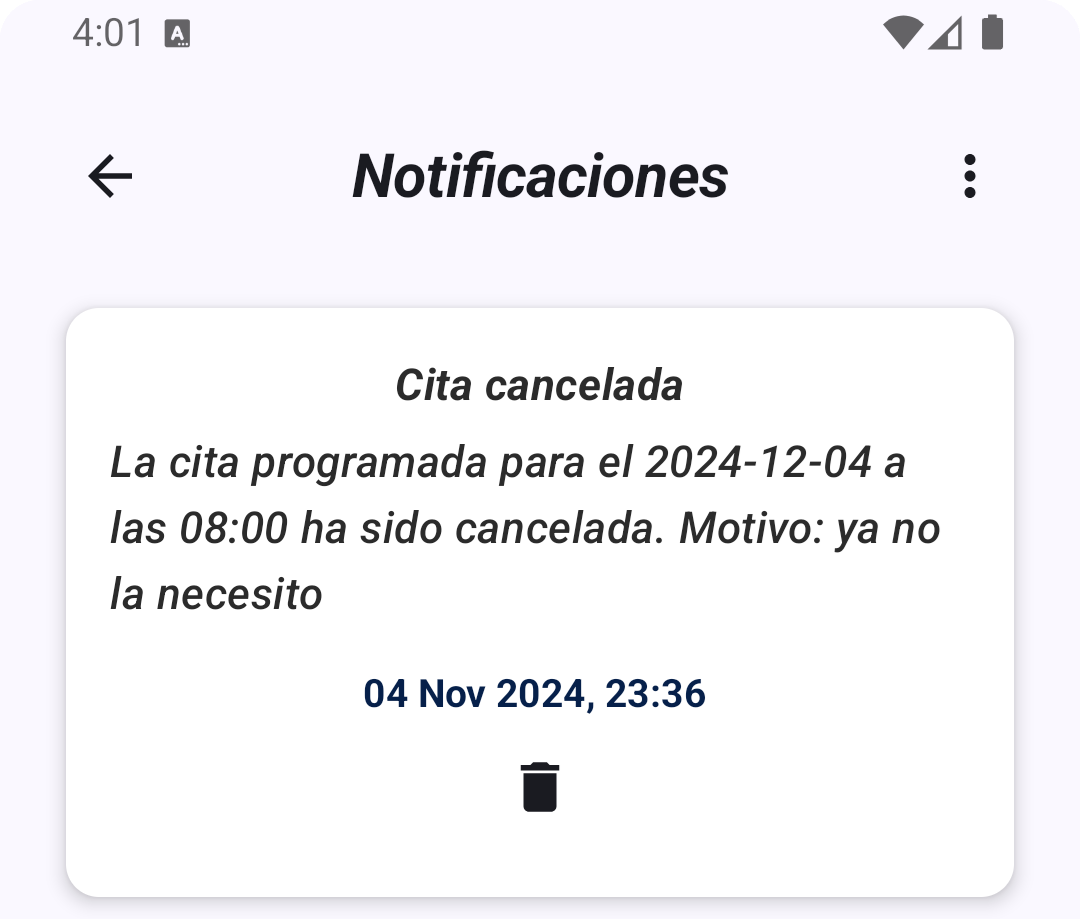 4:01 A
Notificaciones
Cita cancelada
La cita programada para el 2024-12-04 a
las 08:00 ha sido cancelada. Motivo: ya no
la necesito
04 Nov 2024, 23:36